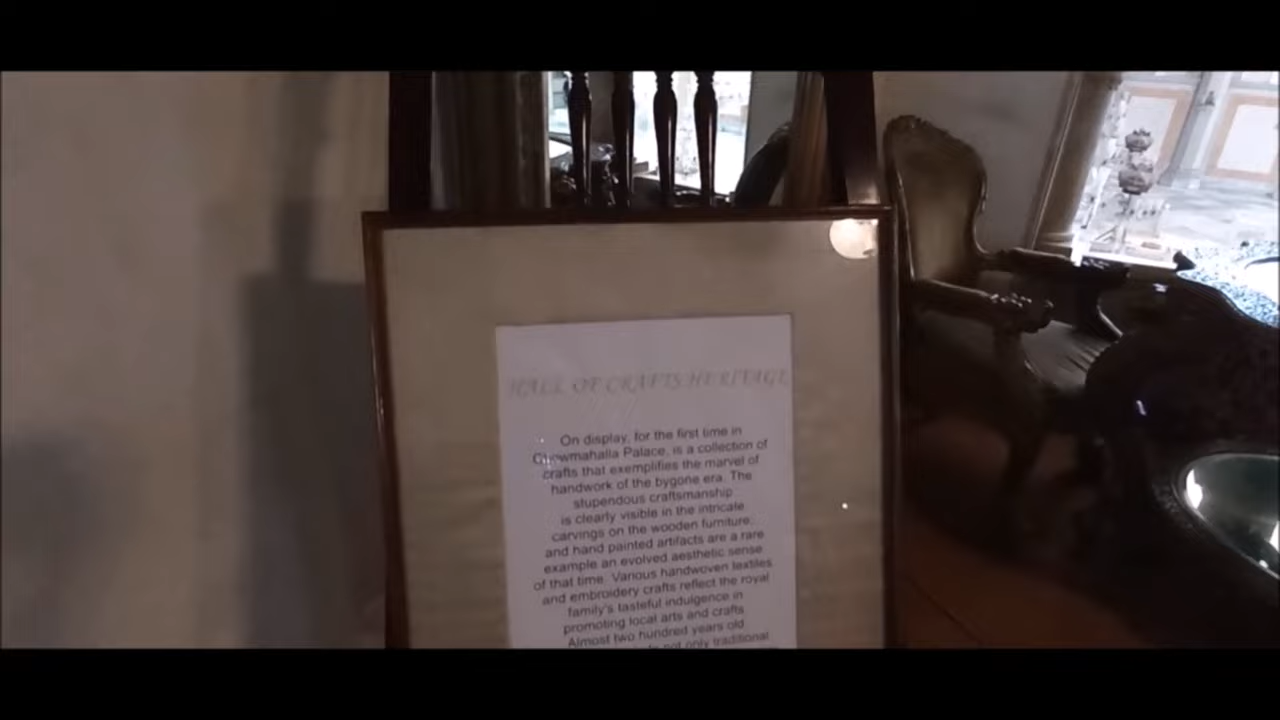 HALL OF CRAFTS HERITAGE
On display, for the first time in
Chowmahalla Palace, is a collection of
crafts that exemplifies the marvel of
handwork of the bygone era. The
stupendous craftsmanship
is clearly visible in the intricate
carvings on the wooden furniture,
and hand painted artifacts are a rare
example an evolved aesthetic sense
of that time. Various handwoven textiles
and embroidery crafts reflect the royal
family's tasteful indulgence in
promoting local arts and crafts
Almost two hundred years old
not only traditional